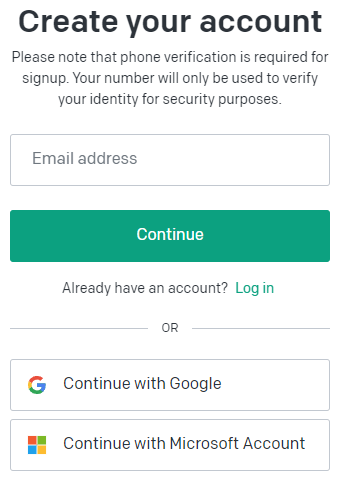 Create your account
Please note that phone verification is required for
signup. Your number will only be used to verify
your identity for security purposes.
Email address
Continue
Already have an account? Log in
OR
Continue with Google
Continue with Microsoft Account